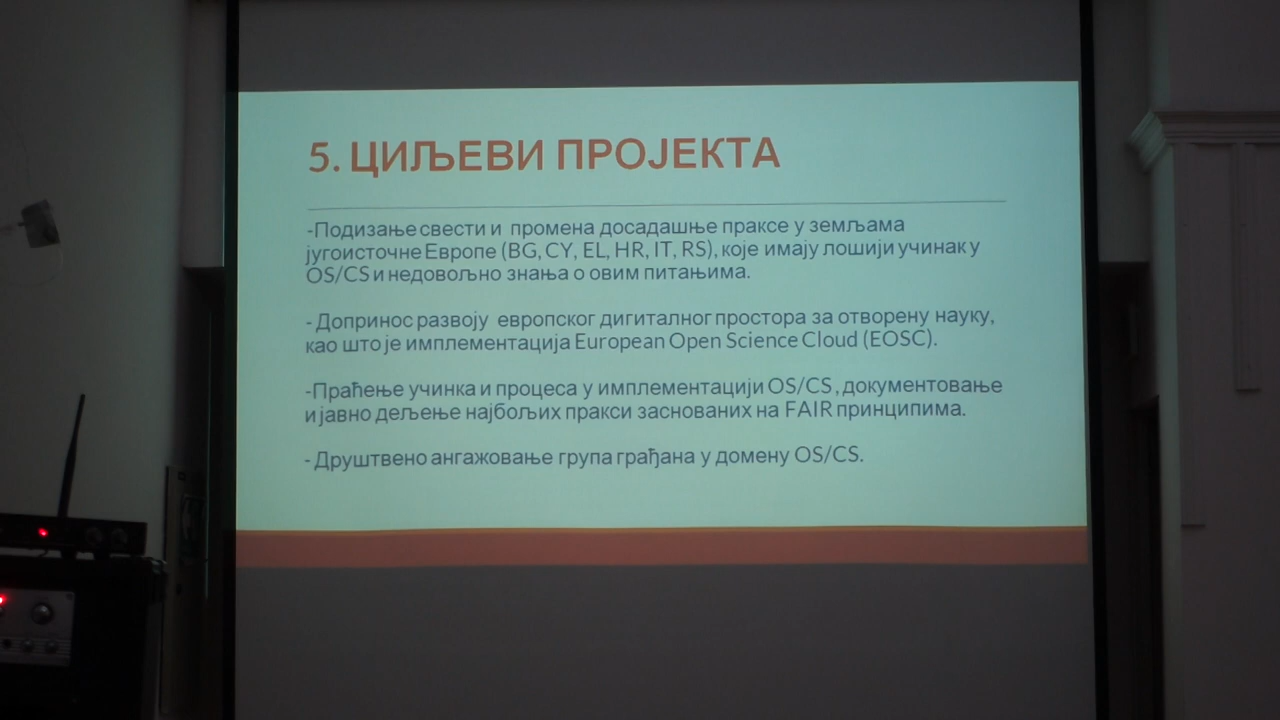 5. ЦИЉЕВИ ПРОЈЕКТА
-Подизање свести и промена досадашње праксе у земљама
југоисточне Европе (BG, CY, EL, HR, IT, RS), које имају лошији учинак у
OS/CS и недовољно знања о овим питањима.
- Допринос развоју европског дигиталног простора за отворену науку,
као што је имплементација European Open Science Cloud (EOSC).
-Праћење учинка и процеса у имплементацији OS/CS , документовање
и јавно дељење најбољих пракси заснованих на FAIR принципима.
- Друштвено ангажовање група грађана у домену OS/CS.